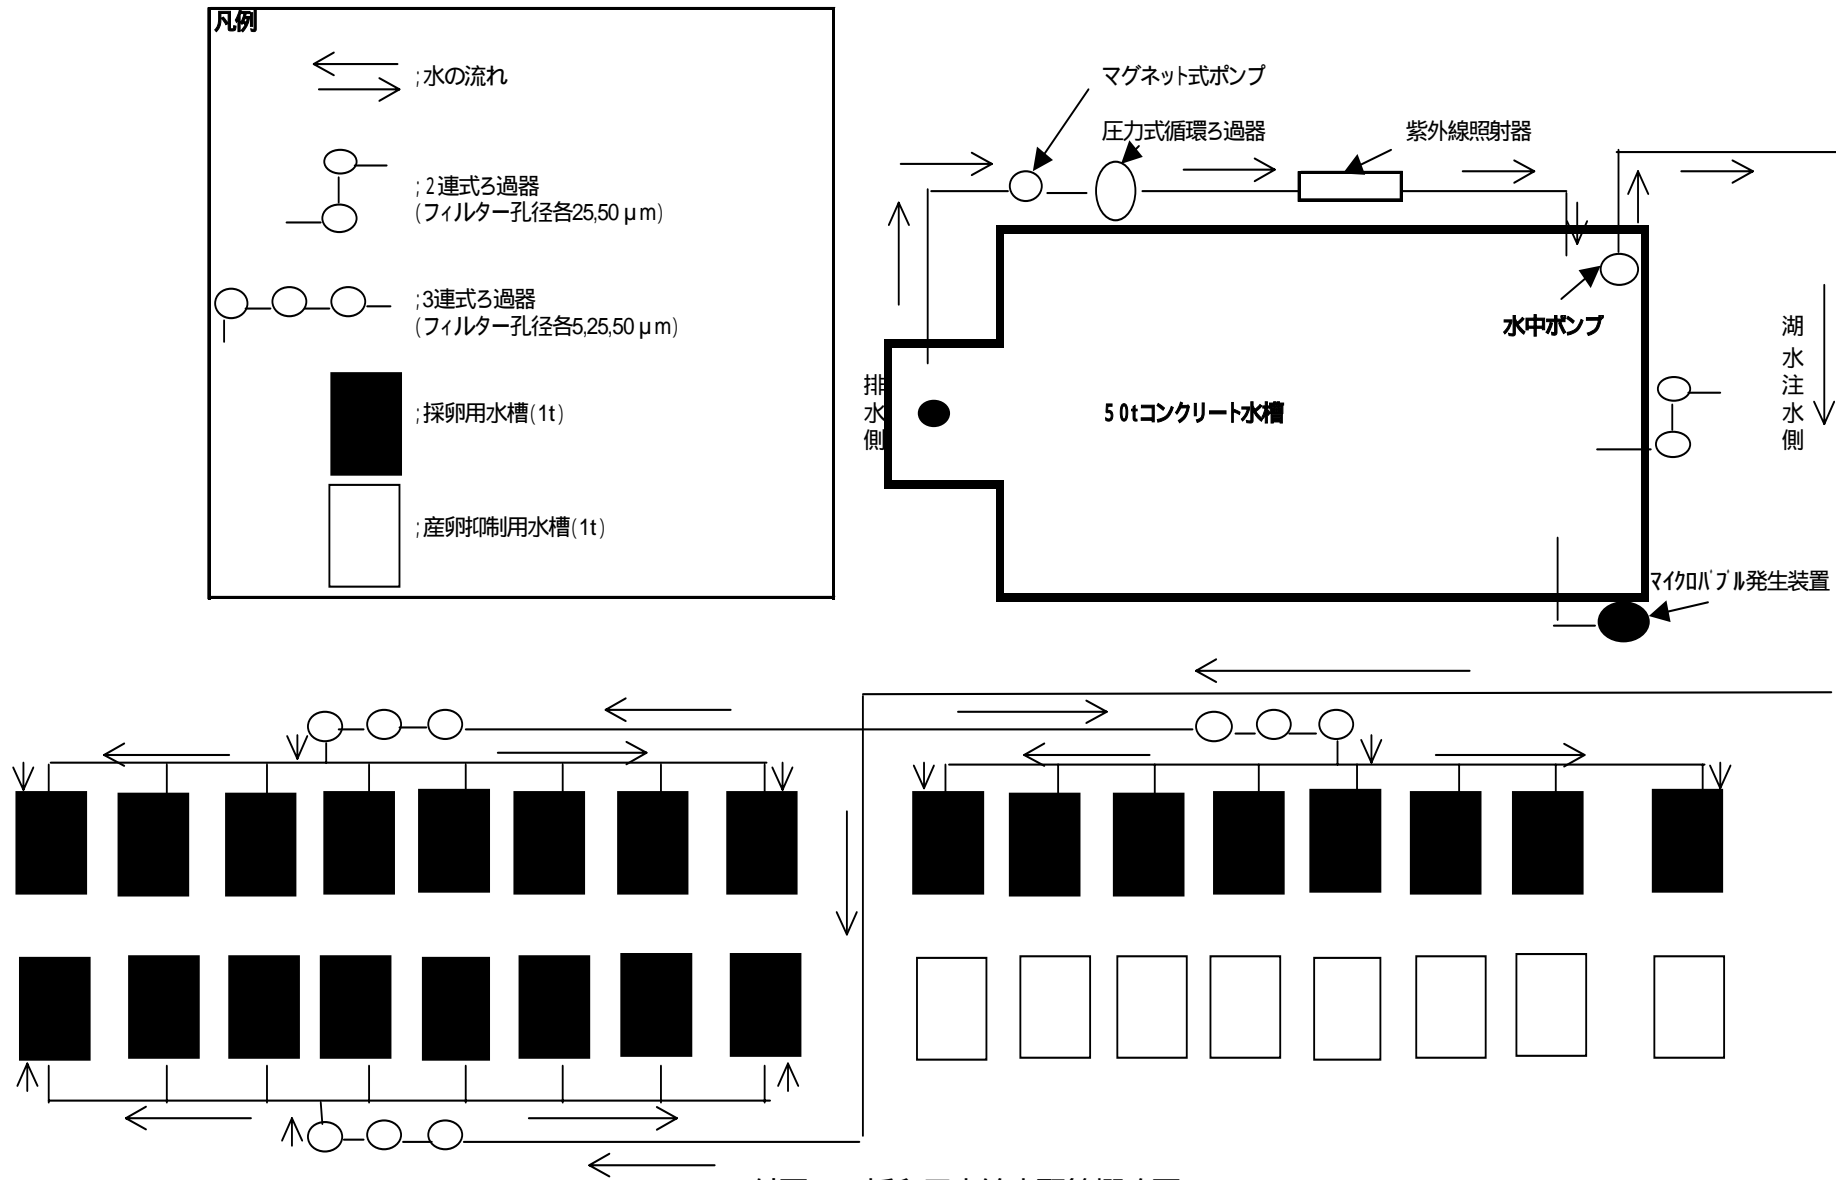 凡例
;水の流れ
;2連式ろ過器
(フィルター孔径各25,50μm)
;3連式ろ過器
(フィルター孔径各5,25,50μm)
;採卵用水槽(1t)
;産卵抑制用水槽(1t)
マグネット式ポンプ
圧力式循環ろ過器
紫外線照射器
水中ポンプ
湖水注水側
排水側
50tコンクリート水槽
マイクロバブル発生装置